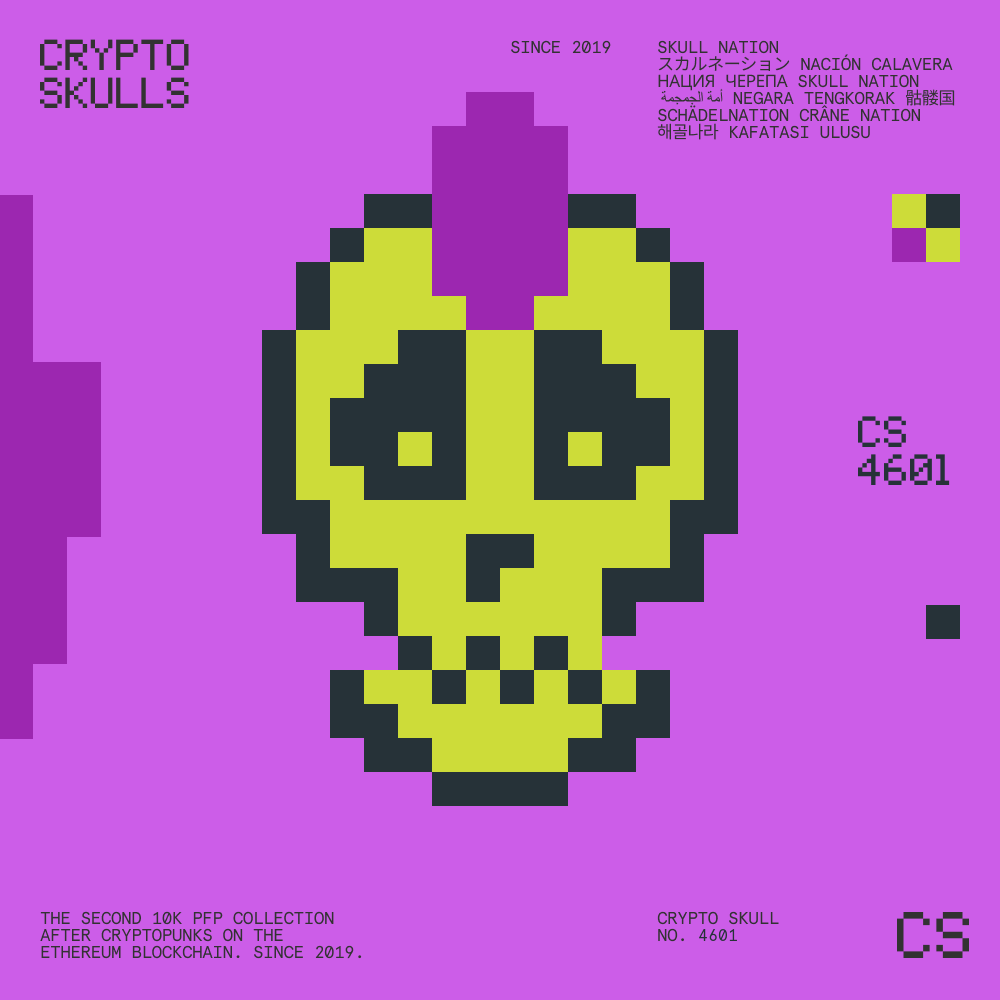 CRYPTO
SKULLS
SINCE 2019
SKULL NATION
スカルネーション NACIÓN CALAVERA
НАЦИЯ ЧЕРЕПА SKULL NATION
أمة الجمجمة NEGARA TENGKORAK 骷髅国
SCHÄDELNATION CRÂNE NATION
해골나라 KAFATASI ULUSU
CS
4601
THE SECOND 10K PFP COLLECTION
AFTER CRYPTOPUNKS ON THE
ETHEREUM BLOCKCHAIN. SINCE 2019.
CRYPTO SKULL
NO. 4601
CS